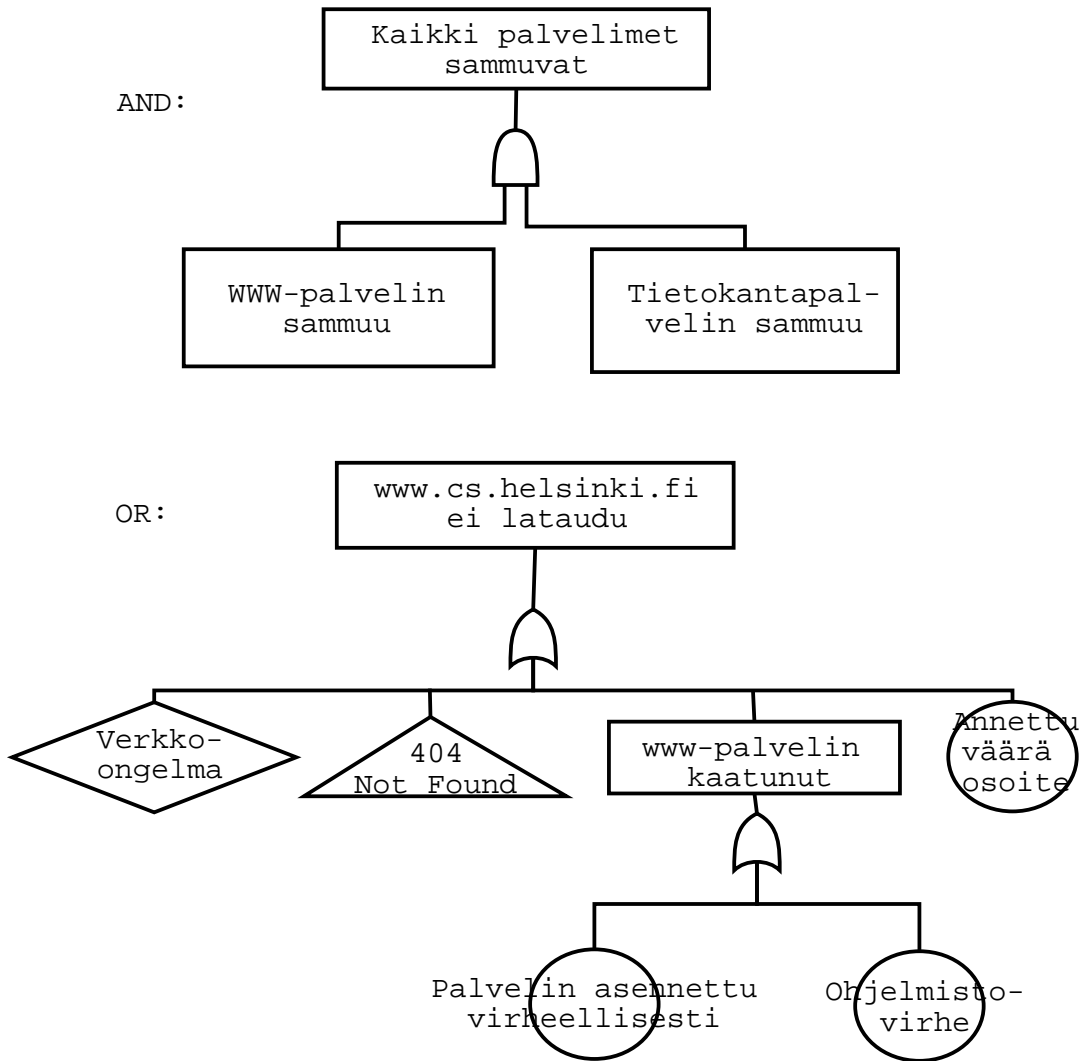 Kaikki palvelimet
sammuvat
AND:
WWW-palvelin
sammuu
Tietokantapal-
velin sammuu
www.cs.helsinki.fi
ei lataudu
OR:
Verkko-
ongelma
404
Not Found
www-palvelin
kaatunut
Annettu
väärä
osoite
Palvelin asennettu
virheellisesti
Ohjelmisto-
virhe